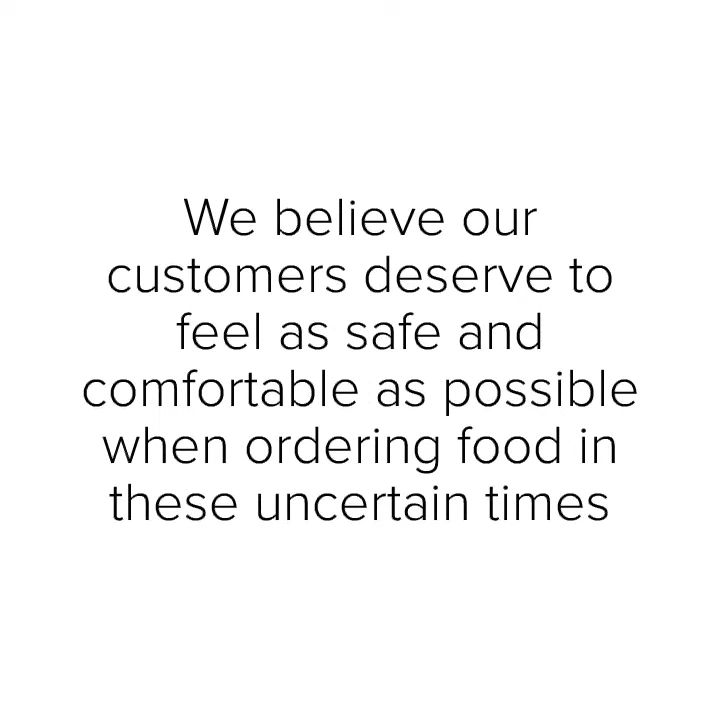 We believe our
customers deserve to
feel as safe and
comfortable as possible
when ordering food in
these uncertain times